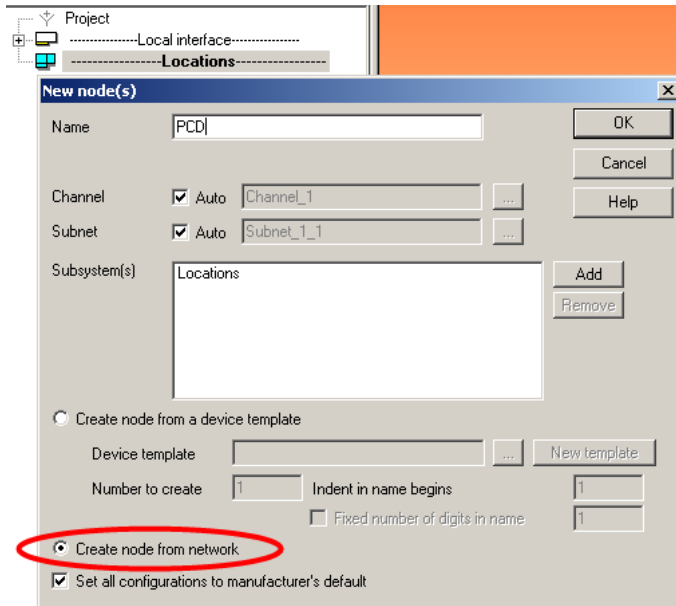 Project
----------------Local interface----------------
-----------------Locations-----------------
New node(s)
Name
PCD
OK
Cancel
Help
Channel
Auto
Channel_1
...
Subnet
Auto
Subnet_1_1
...
Subsystem(s)
Locations
Add
Remove
Create node from a device template
Device template
...
New template
Number to create
1
Indent in name begins
1
Fixed number of digits in name
1
Create node from network
Set all configurations to manufacturer's default